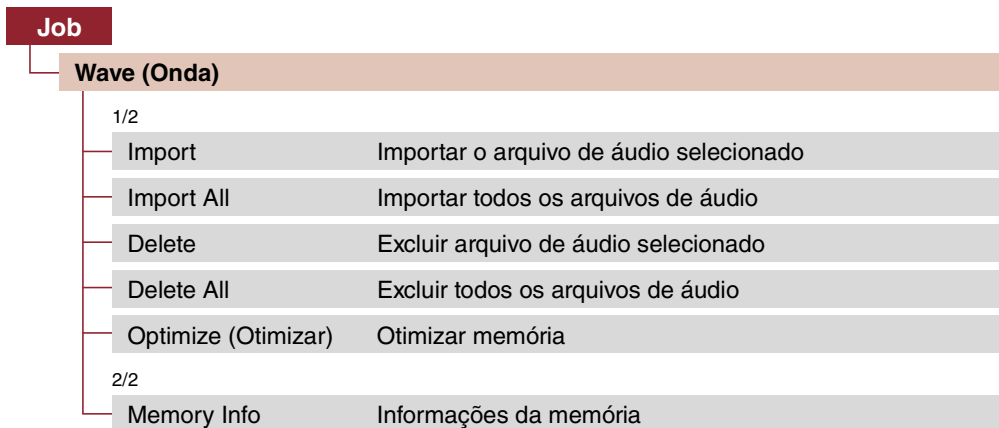 Job
Wave (Onda)
1/2
Import Importar o arquivo de áudio selecionado
Import All Importar todos os arquivos de áudio
Delete Excluir arquivo de áudio selecionado
Delete All Excluir todos os arquivos de áudio
Optimize (Otimizar) Otimizar memória
2/2
Memory Info Informações da memória